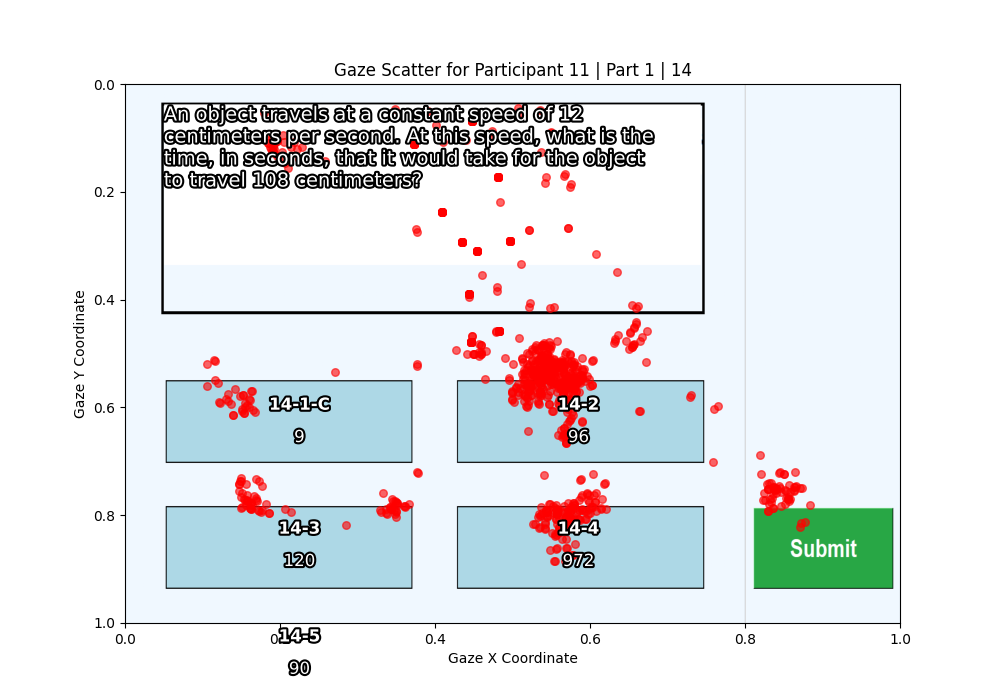 Gaze Scatter for Participant 11 | Part 1 | 14
0.0
0.2
0.4
0.6
0.8
1.0
Gaze Y Coordinate
An object travels at a constant speed of 12
centimeters per second. At this speed, what is the
time, in seconds, that it would take for the object
to travel 108 centimeters?
14-1-C
9
14-2
96
14-3
120
14-4
972
Submit
14-5
90
0.0
0.2
0.4
0.6
0.8
1.0
Gaze X Coordinate